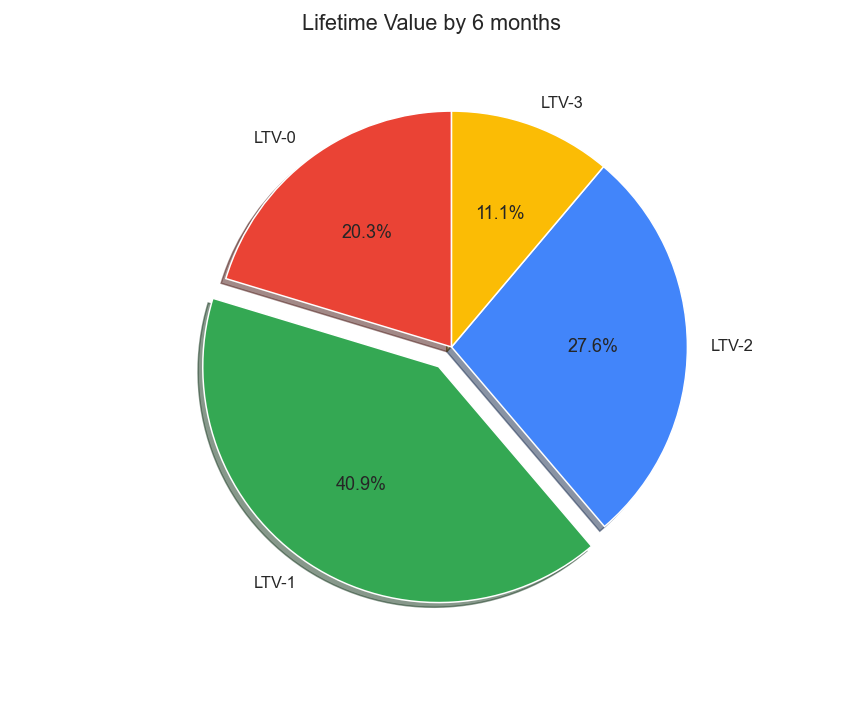 Lifetime Value by 6 months
LTV-3
LTV-0
11.1%
20.3%
27.6%
LTV-2
40.9%
LTV-1